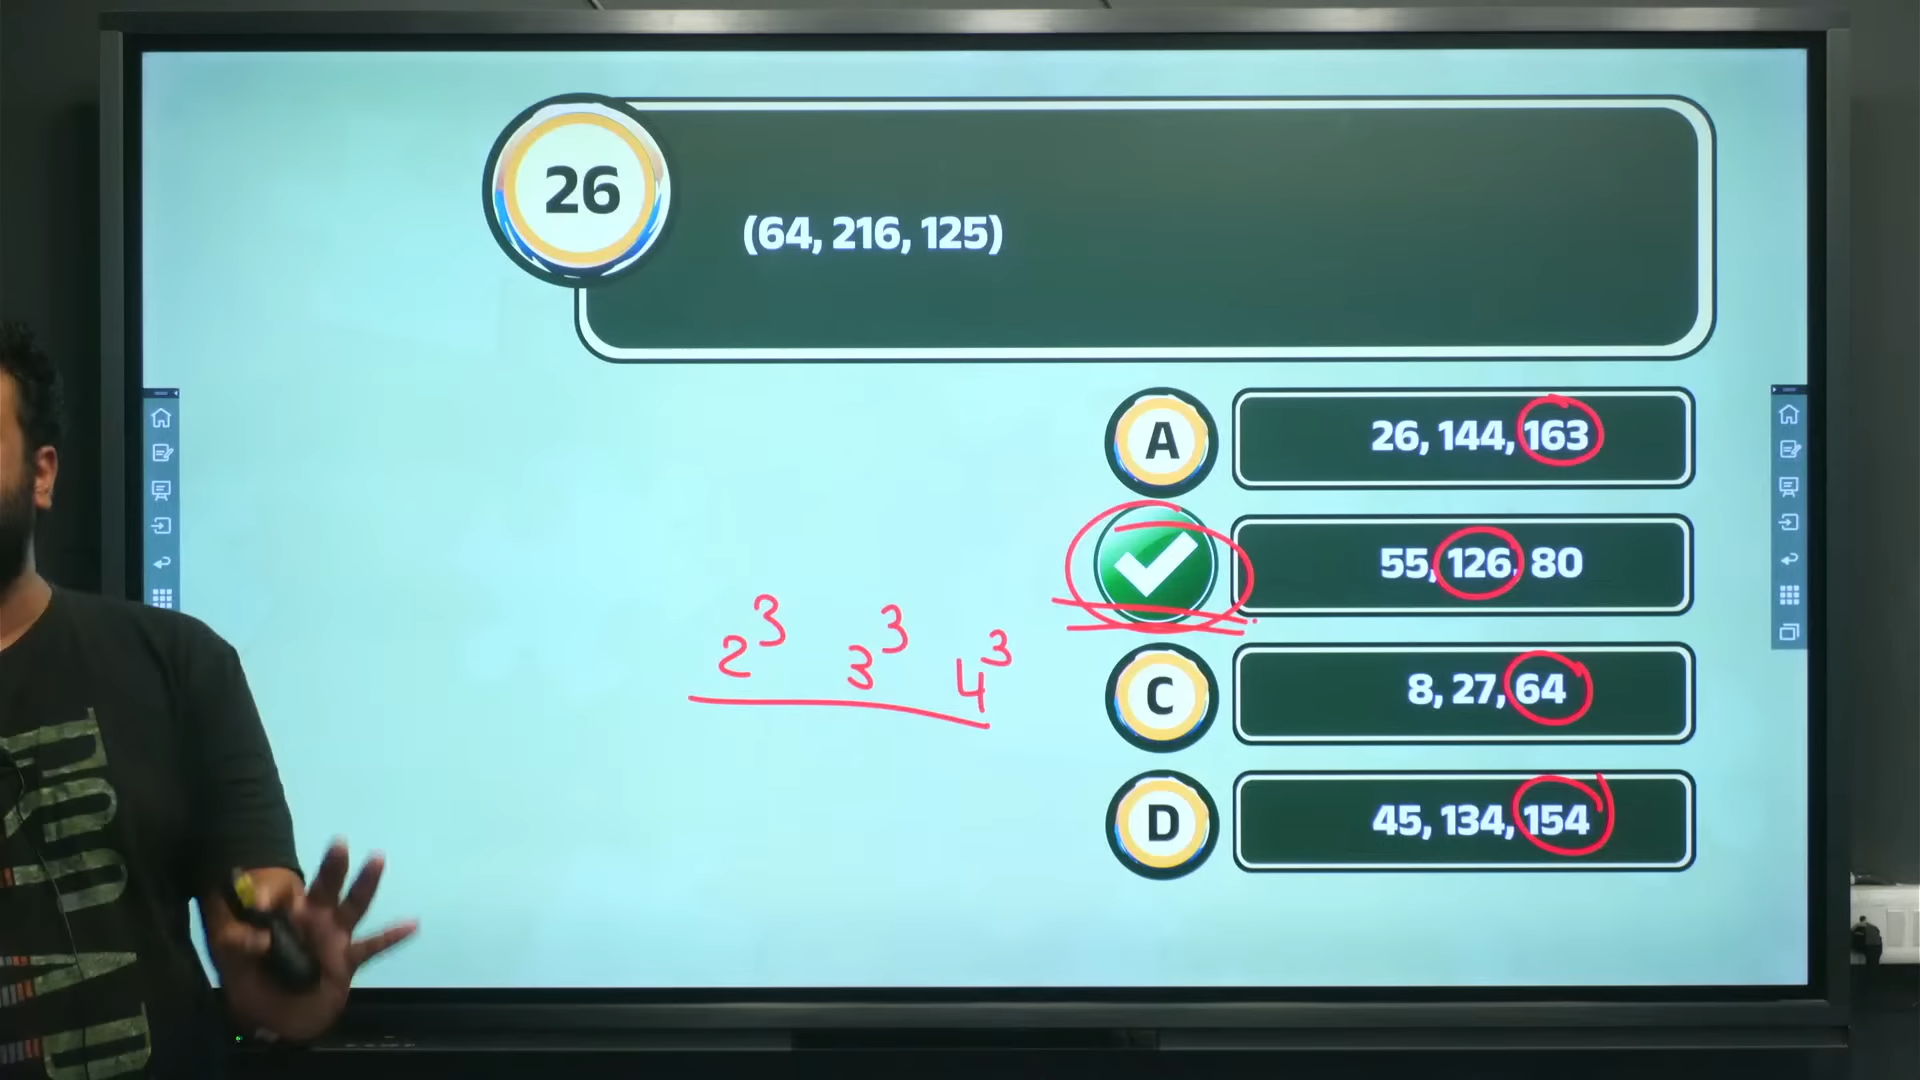 26
(64, 216, 125)
A
26, 144, 163
55, 126, 80
2³ 3³ 4³
C
8, 27, 64
D
45, 134, 154